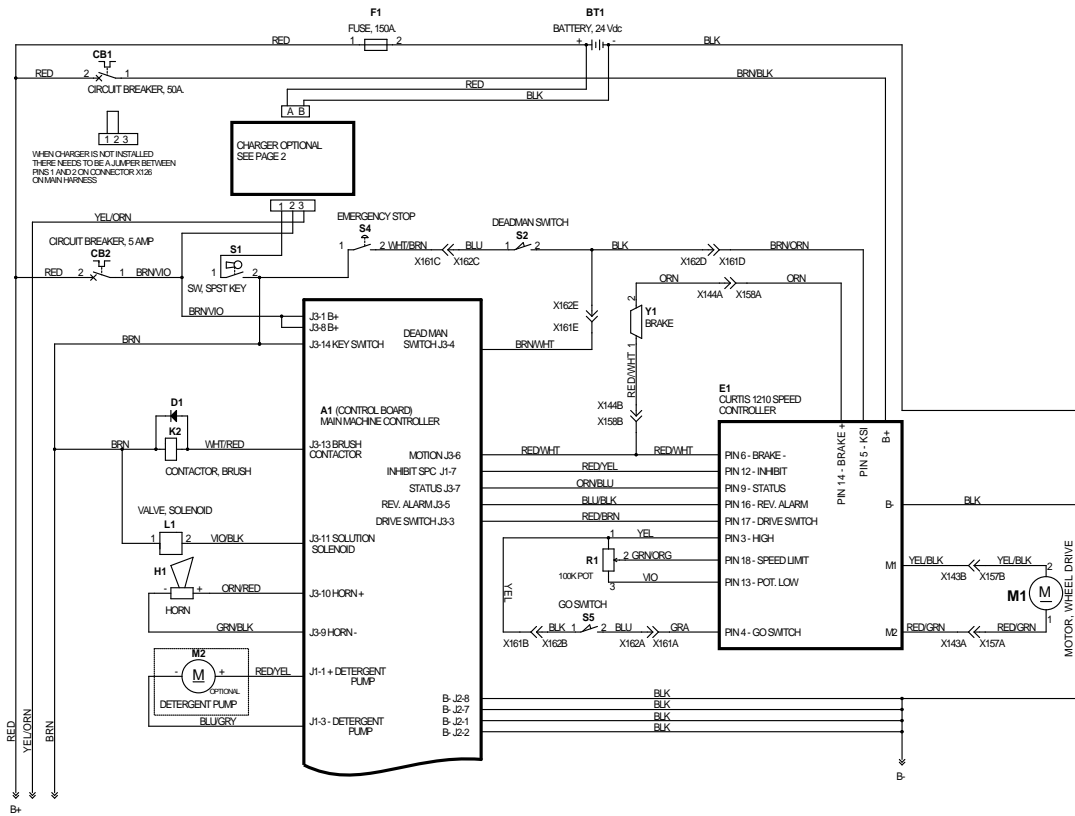 F1
FUSE, 150A.
RED 1 2
BT1
BATTERY, 24 Vdc
+ -
BLK
CB1
RED 2 1
CIRCUIT BREAKER, 50A.
BRN/BLK
RED
BLK
A B
1 2 3
WHEN CHARGER IS NOT INSTALLED
THERE NEEDS TO BE A JUMPER BETWEEN
PINS 1 AND 2 ON CONNECTOR X126
ON MAIN HARNESS
CHARGER OPTIONAL
SEE PAGE 2
1 2 3
YEL/ORN
CIRCUIT BREAKER, 5 AMP
CB2
RED 2 1 BRN/VIO
S1
1 2
SW, SPST KEY
EMERGENCY STOP
S4
1 2 WHT/BRN
X161C X162C
BLU
DEADMAN SWITCH
S2
1 2
BLK
X162D X161D
BRN/ORN
ORN
X144A X158A
ORN
X162E
X161E
BRN/WHT
2
Y1
BRAKE
1
RED/WHT
X144B
X158B
BRN/VIO
BRN
J3-1 B+
J3-8 B+
J3-14 KEY SWITCH
DEAD MAN
SWITCH J3-4
A1 (CONTROL BOARD)
MAIN MACHINE CONTROLLER
E1
CURTIS 1210 SPEED
CONTROLLER
D1
K2
BRN
WHT/RED
CONTACTOR, BRUSH
J3-13 BRUSH
CONTACTOR
MOTION J3-6
INHIBIT SPC J1-7
STATUS J3-7
REV. ALARM J3-5
DRIVE SWITCH J3-3
RED/WHT
RED/WHT
RED/YEL
ORN/BLU
BLU/BLK
RED/BRN
PIN 6 - BRAKE -
PIN 12 - INHIBIT
PIN 9 - STATUS
PIN 16 - REV. ALARM
PIN 17 - DRIVE SWITCH
PIN 3 - HIGH
PIN 18 - SPEED LIMIT
PIN 13 - POT. LOW
PIN 4 - GO SWITCH
PIN 14 - BRAKE +
PIN 5 - KSI
B+
B-
BLK
M1
M2
VALVE, SOLENOID
L1
1 2
VIO/BLK
J3-11 SOLUTION
SOLENOID
H1
- +
HORN
ORN/RED
J3-10 HORN +
GRN/BLK
J3-9 HORN -
1 YEL
R1
2 GRN/ORG
100K POT
3
VIO
YEL
GO SWITCH
S5
BLK 1 2 BLU
GRA
X161B X162B
X162A X161A
YEL/BLK
X143B X157B
2
M1
M
1
RED/GRN
RED/GRN
X143A X157A
MOTOR, WHEEL DRIVE
M2
- M +
OPTIONAL
DETERGENT PUMP
RED/YEL
J1-1 + DETERGENT
PUMP
BLU/GRY
J1-3 - DETERGENT
PUMP
B- J2-8
B- J2-7
B- J2-1
B- J2-2
BLK
BLK
BLK
BLK
B-
RED
YEL/ORN
BRN
B+